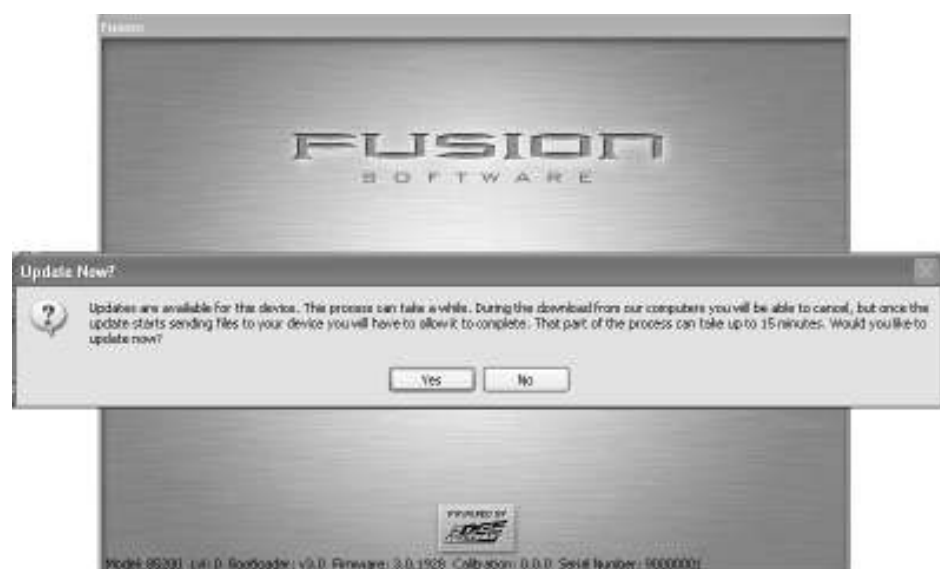 Fusion
FUSION
SOFTWARE
Update Now?
Updates are available for this device. This process can take a while. During the download from our computers you will be able to cancel, but once the
update starts sending files to your device you will have to allow it to complete. That part of the process can take up to 15 minutes. Would you like to
update now?
Yes No
POWERED BY
Model: 85200 Bootloader: v3.0 Firmware: 3.0.1928 Calibration: 0.0.0 Serial Number: 90000001